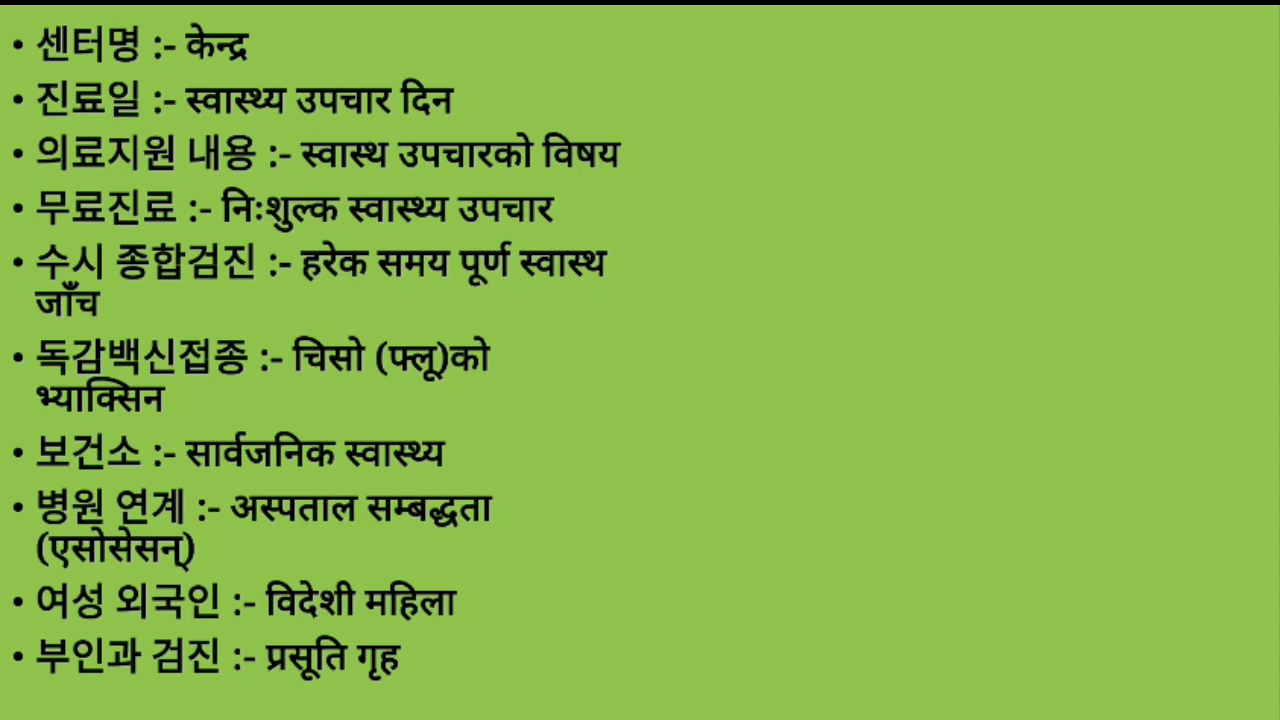 • 센터명 :- केन्द्र
• 진료일 :- स्वास्थ्य उपचार दिन
• 의료지원 내용 :- स्वास्थ उपचारको विषय
• 무료진료 :- निःशुल्क स्वास्थ्य उपचार
• 수시 종합검진 :- हरेक समय पूर्ण स्वास्थ
जाँच
• 독감백신접종 :- चिसो (फ्लू)को
भ्याक्सिन
• 보건소 :- सार्वजनिक स्वास्थ्य
• 병원 연계 :- अस्पताल सम्बद्धता
(एसोसेसन्)
• 여성 외국인 :- विदेशी महिला
• 부인과 검진 :- प्रसूति गृह